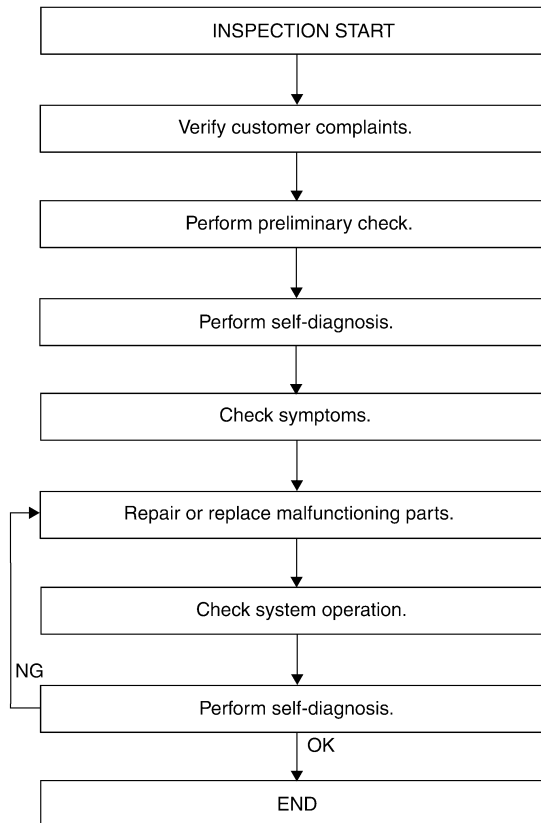 INSPECTION START
Verify customer complaints.
Perform preliminary check.
Perform self-diagnosis.
Check symptoms.
Repair or replace malfunctioning parts.
Check system operation.
NG
Perform self-diagnosis.
OK
END